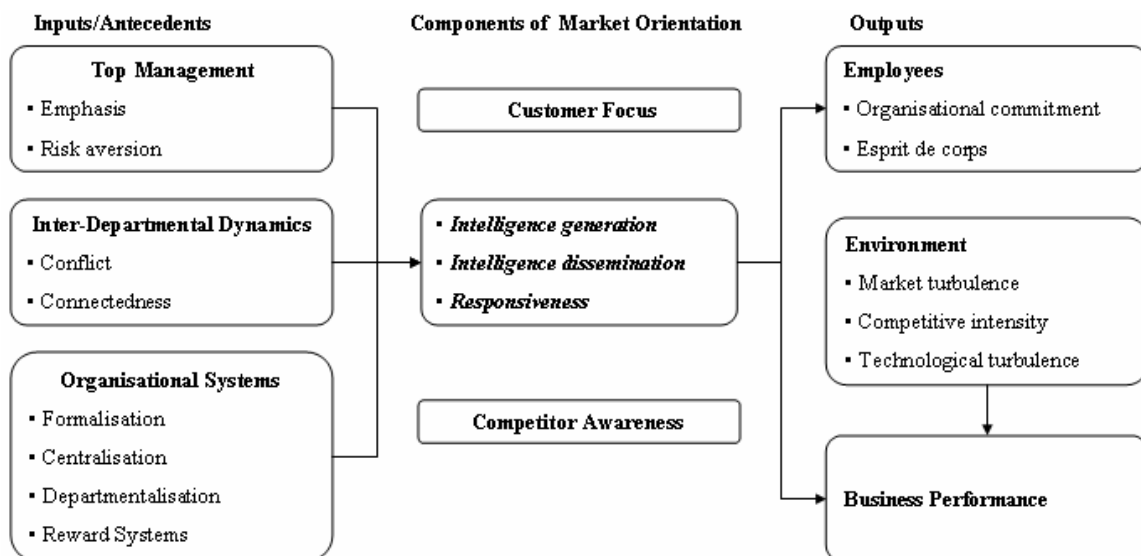 Inputs/Antecedents
Components of Market Orientation
Outputs
Top Management
▪ Emphasis
▪ Risk aversion
Inter-Departmental Dynamics
▪ Conflict
▪ Connectedness
Organisational Systems
▪ Formalisation
▪ Centralisation
▪ Departmentalisation
▪ Reward Systems
Customer Focus
▪ Intelligence generation
▪ Intelligence dissemination
▪ Responsiveness
Competitor Awareness
Employees
▪ Organisational commitment
▪ Esprit de corps
Environment
▪ Market turbulence
▪ Competitive intensity
▪ Technological turbulence
Business Performance